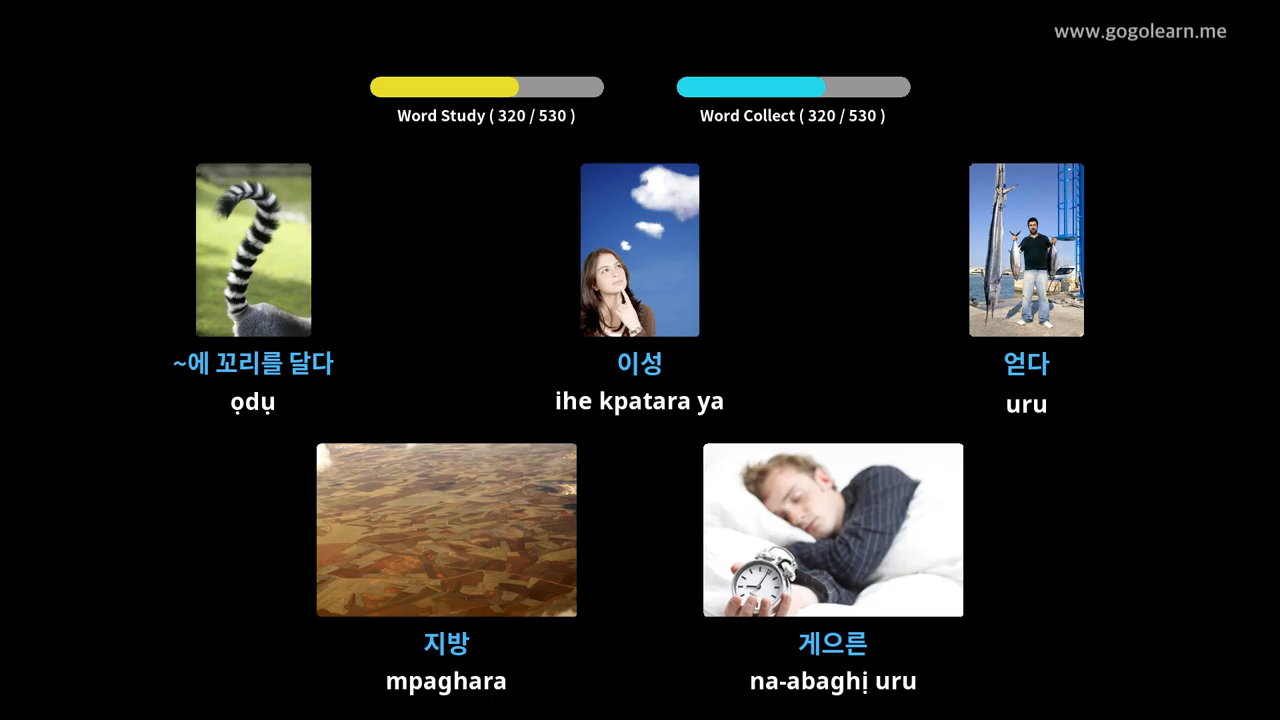 www.gogolearn.me
Word Study ( 320 / 530 )
Word Collect ( 320 / 530 )
~에 꼬리를 달다
ọdụ
이성
ihe kpatara ya
얻다
uru
지방
mpaghara
게으른
na-abaghị uru